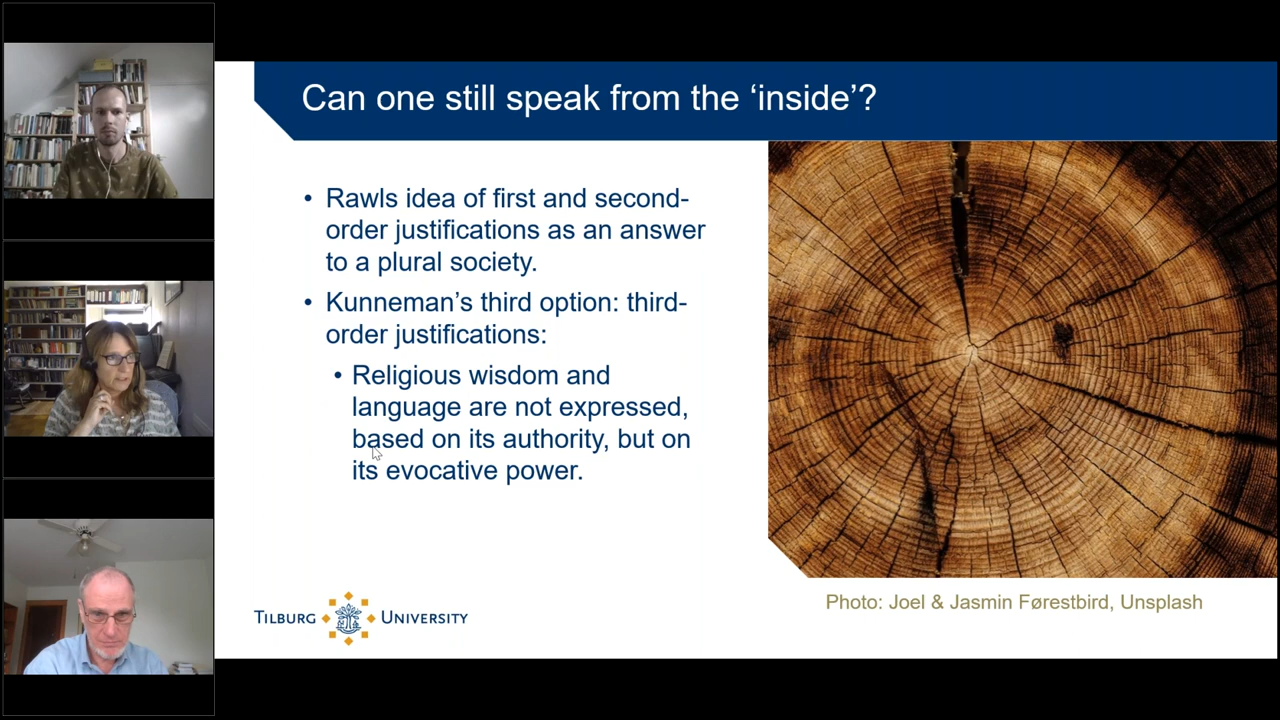 Can one still speak from the ‘inside’?
• Rawls idea of first and second-
order justifications as an answer
to a plural society.
• Kunneman’s third option: third-
order justifications:
• Religious wisdom and
language are not expressed,
based on its authority, but on
its evocative power.
TILBURG UNIVERSITY
Photo: Joel & Jasmin Førestbird, Unsplash